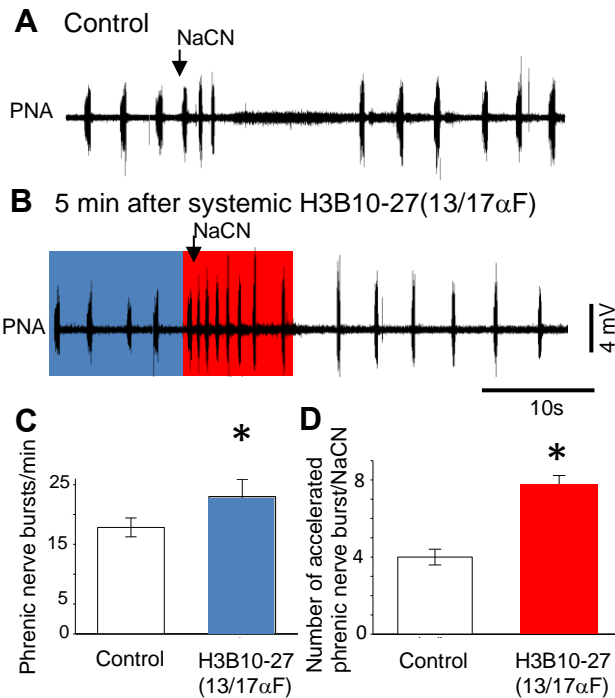 A Control
NaCN
PNA
B 5 min after systemic H3B10-27(13/17αF)
NaCN
PNA
4 mV
10s
C
*
Phrenic nerve bursts/min
25
15
5
0
Control
H3B10-27
(13/17αF)
D
*
Number of accelerated
phrenic nerve burst/NaCN
8
4
0
Control
H3B10-27
(13/17αF)